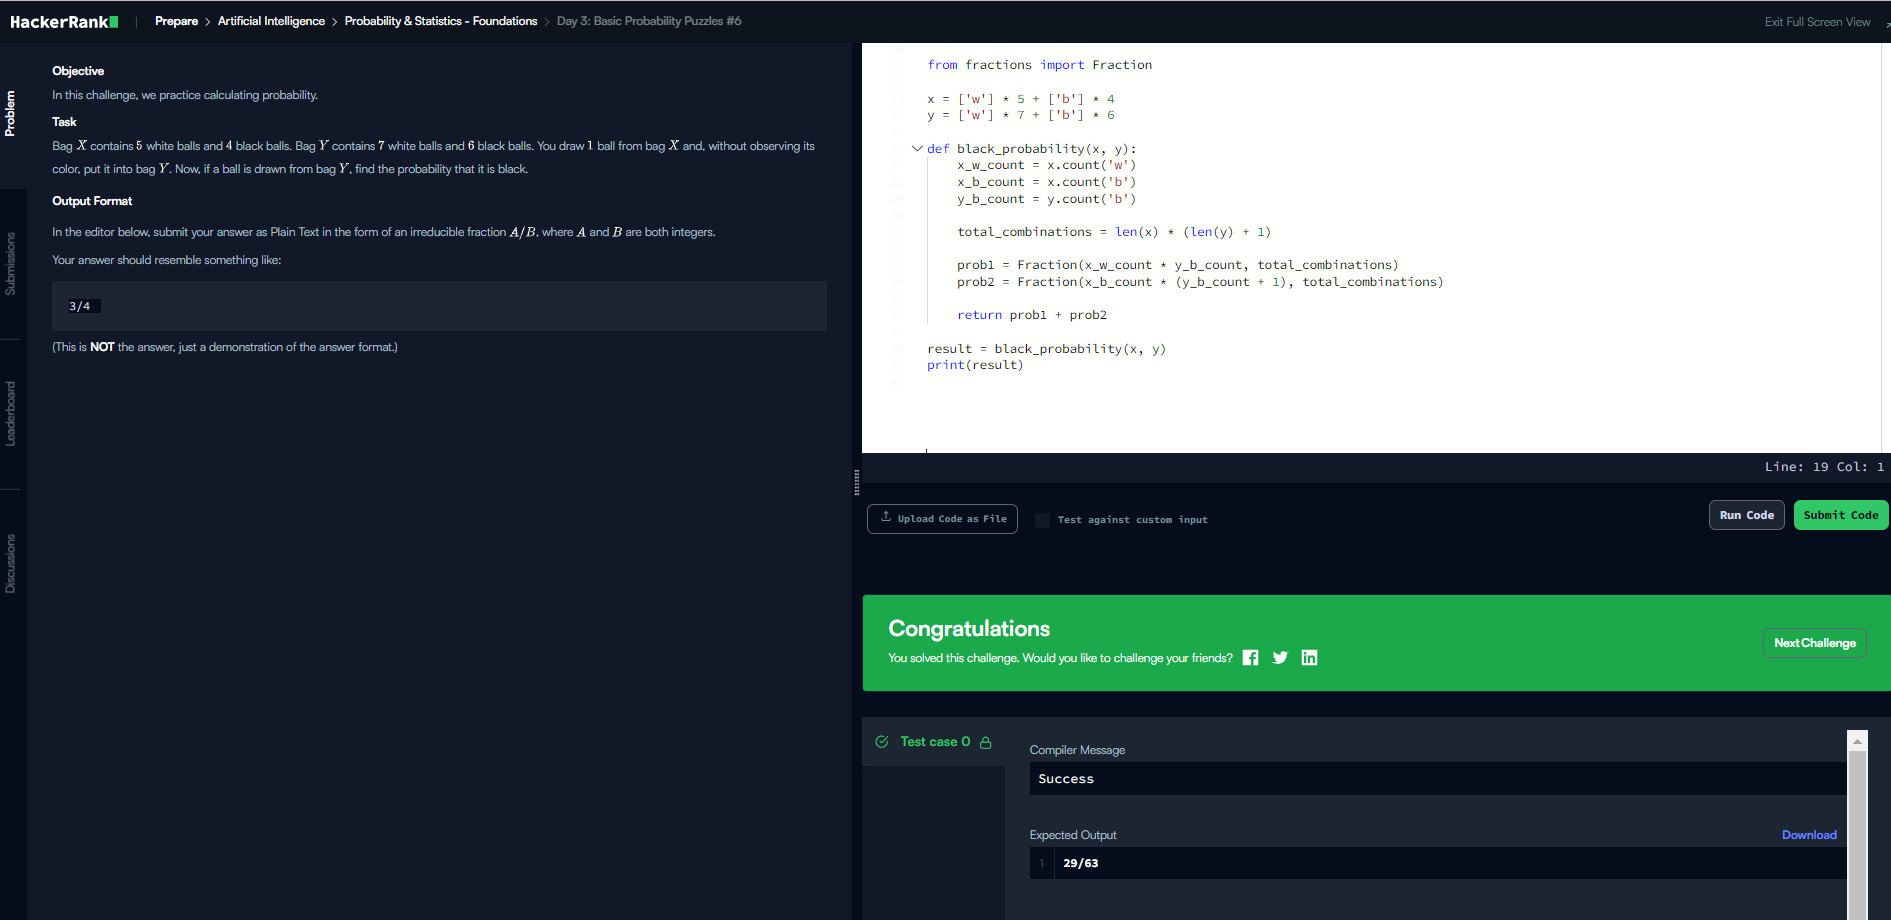 HackerRank | Prepare > Artificial Intelligence > Probability & Statistics - Foundations > Day 3: Basic Probability Puzzles #6
Exit Full Screen View
Problem
Submissions
Leaderboard
Discussions
Objective
In this challenge, we practice calculating probability.
Task
Bag X contains 5 white balls and 4 black balls. Bag Y contains 7 white balls and 6 black balls. You draw 1 ball from bag X and, without observing its
color, put it into bag Y. Now, if a ball is drawn from bag Y, find the probability that it is black.
Output Format
In the editor below, submit your answer as Plain Text in the form of an irreducible fraction A/B, where A and B are both integers.
Your answer should resemble something like:
3/4
(This is NOT the answer, just a demonstration of the answer format.)
from fractions import Fraction
x = ['w'] * 5 + ['b'] * 4
y = ['w'] * 7 + ['b'] * 6
def black_probability(x, y):
x_w_count = x.count('w')
x_b_count = x.count('b')
y_b_count = y.count('b')
total_combinations = len(x) * (len(y) + 1)
prob1 = Fraction(x_w_count * y_b_count, total_combinations)
prob2 = Fraction(x_b_count * (y_b_count + 1), total_combinations)
return prob1 + prob2
result = black_probability(x, y)
print(result)
Line: 19 Col: 1
Upload Code as File
Test against custom input
Run Code
Submit Code
Congratulations
You solved this challenge. Would you like to challenge your friends?
Next Challenge
Test case 0
Compiler Message
Success
Expected Output
Download
1 29/63